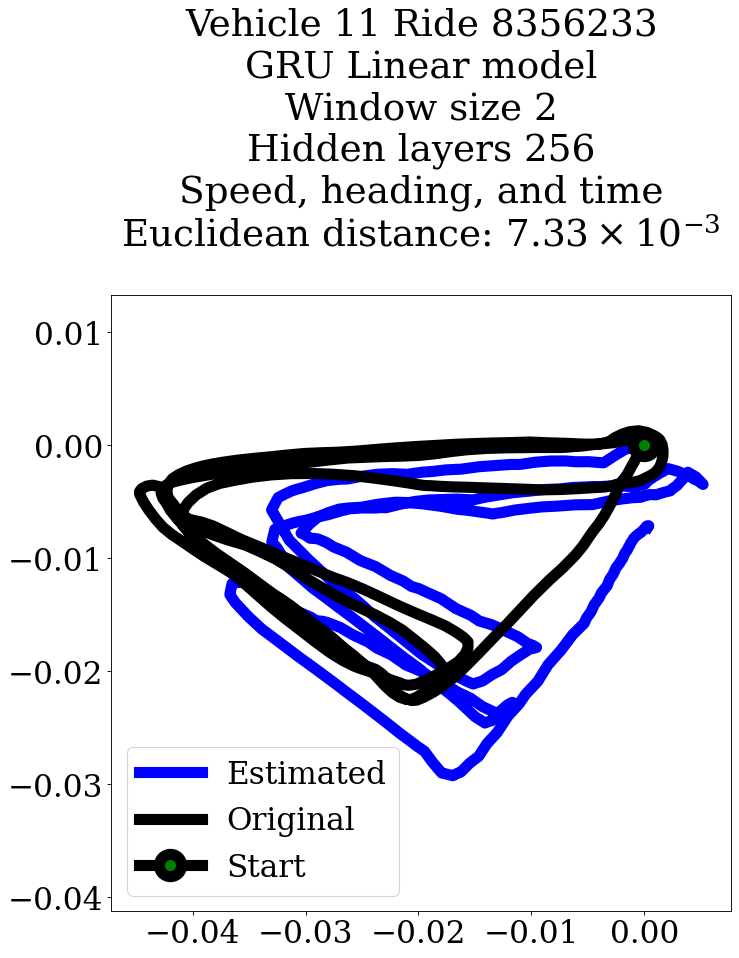 Vehicle 11 Ride 8356233
GRU Linear model
Window size 2
Hidden layers 256
Speed, heading, and time
Euclidean distance: 7.33 × 10⁻³
0.01
0.00
−0.01
−0.02
−0.03
−0.04
Estimated
Original
Start
−0.04 −0.03 −0.02 −0.01 0.00